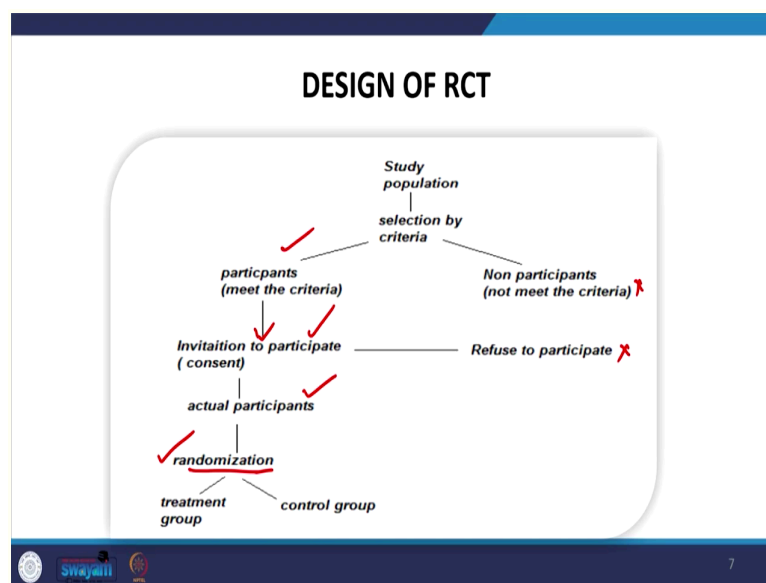 DESIGN OF RCT
Study
population
selection by
criteria
particpants
(meet the criteria)
Non participants
(not meet the criteria)
Invitaition to participate
( consent)
Refuse to participate
actual participants
randomization
treatment
group
control group
swayam
7